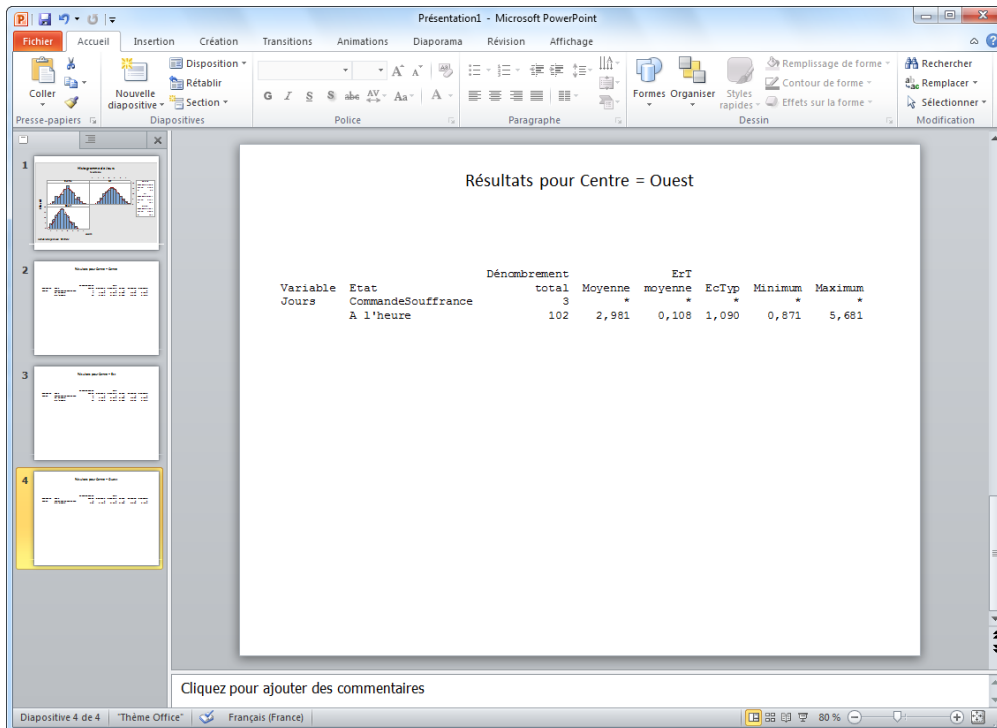 Présentation1 - Microsoft PowerPoint
Fichier Accueil Insertion Création Transitions Animations Diaporama Révision Affichage
Coller
Presse-papiers
Nouvelle diapositive
Disposition
Rétablir
Section
Diapositives
G I S S abc AV Aa A
Police
Paragraphe
Formes Organiser Styles rapides
Remplissage de forme
Contour de forme
Effets sur la forme
Dessin
Rechercher
Remplacer
Sélectionner
Modification
1
2
3
4
Résultats pour Centre = Ouest
Dénombrement ErT
Variable Etat total Moyenne moyenne EcTyp Minimum Maximum
Jours CommandeSouffrance 3 * * * * *
A l'heure 102 2,981 0,108 1,090 0,871 5,681
Cliquez pour ajouter des commentaires
Diapositive 4 de 4 "Thème Office" Français (France) 80 %